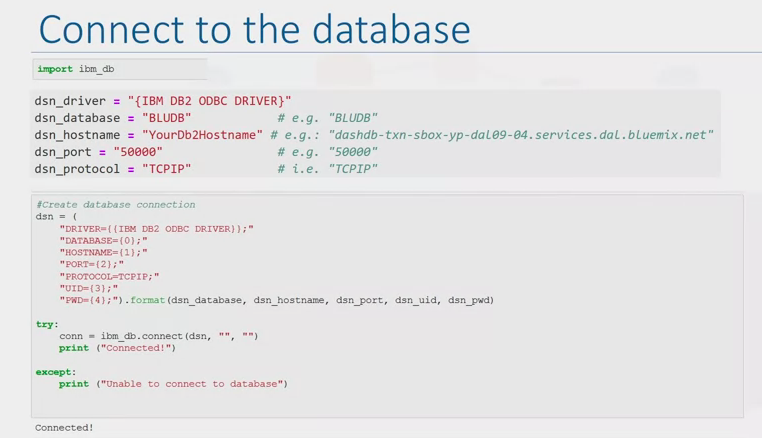 Connect to the database
import ibm_db
dsn_driver = "{IBM DB2 ODBC DRIVER}"
dsn_database = "BLUDB"            # e.g. "BLUDB"
dsn_hostname = "YourDb2Hostname" # e.g.: "dashdb-txn-sbox-yp-dal09-04.services.dal.bluemix.net"
dsn_port = "50000"                # e.g. "50000"
dsn_protocol = "TCPIP"            # i.e. "TCPIP"
#Create database connection
dsn = (
    "DRIVER={{IBM DB2 ODBC DRIVER}};"
    "DATABASE={0};"
    "HOSTNAME={1};"
    "PORT={2};"
    "PROTOCOL=TCPIP;"
    "UID={3};"
    "PWD={4};").format(dsn_database, dsn_hostname, dsn_port, dsn_uid, dsn_pwd)
try:
    conn = ibm_db.connect(dsn, "", "")
    print ("Connected!")
except:
    print ("Unable to connect to database")
Connected!